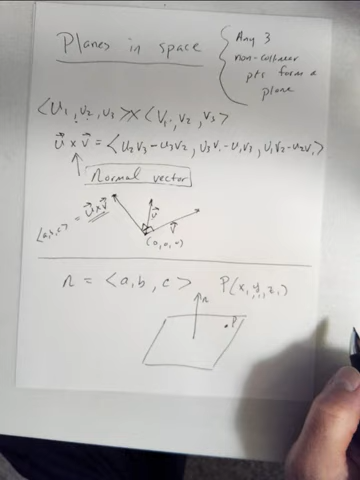 Planes in space
Any 3
non-collinear
pts form a
plane
⟨u₁, u₂, u₃⟩ X ⟨v₁, v₂, v₃⟩
u⃗ x v⃗ = ⟨u₂v₃ - u₃v₂, u₃v₁ - u₁v₃, u₁v₂ - u₂v₁⟩
Normal vector
⟨a,b,c⟩ = u⃗xv⃗
v⃗
(0,0,0)
n = ⟨a,b,c⟩ P(x₁,y₁,z₁)
n
P